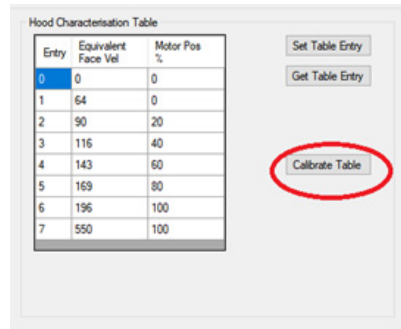 Hood Characterisation Table
Entry Equivalent Face Vel Motor Pos %
0 0 0
1 64 0
2 90 20
3 116 40
4 143 60
5 169 80
6 196 100
7 550 100
Set Table Entry
Get Table Entry
Calibrate Table